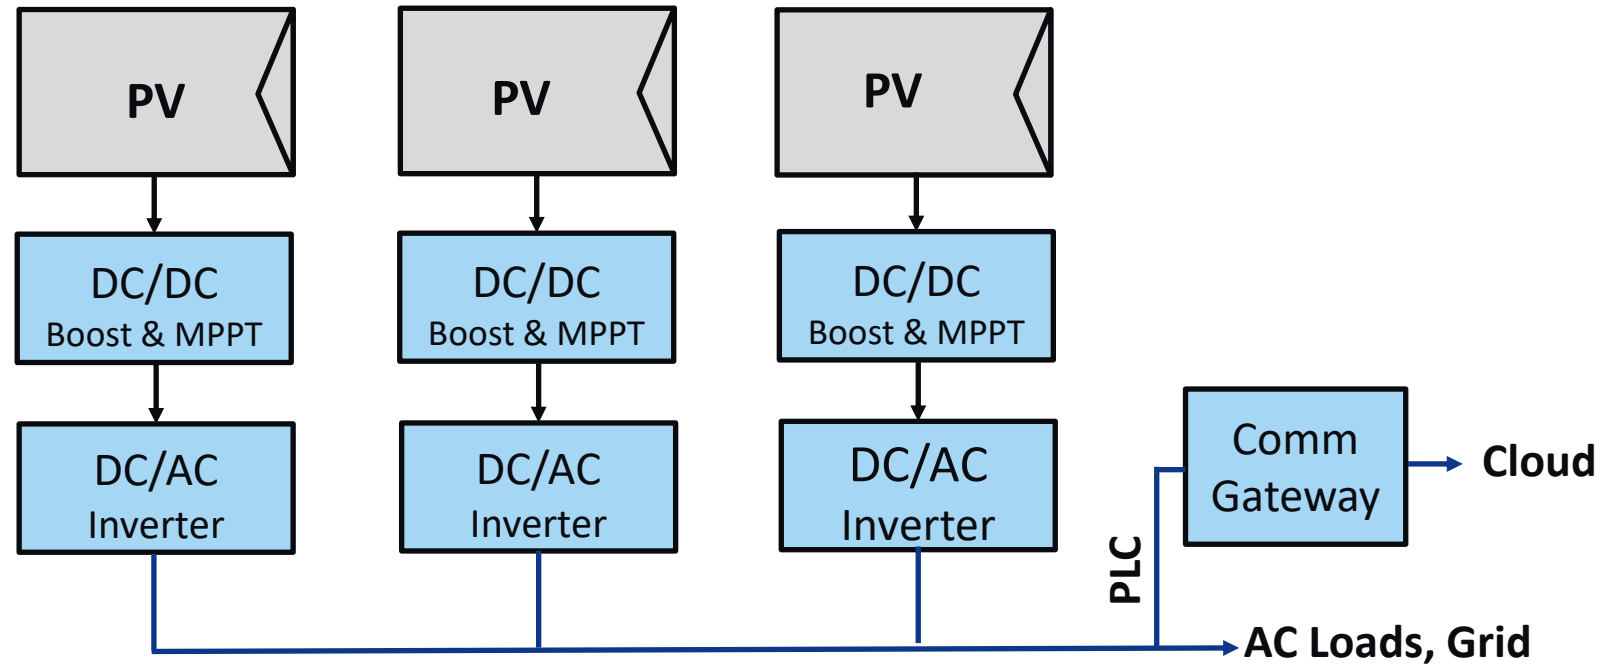 PV
PV
PV
DC/DC
Boost & MPPT
DC/DC
Boost & MPPT
DC/DC
Boost & MPPT
DC/AC
Inverter
DC/AC
Inverter
DC/AC
Inverter
Comm
Gateway
Cloud
PLC
AC Loads, Grid